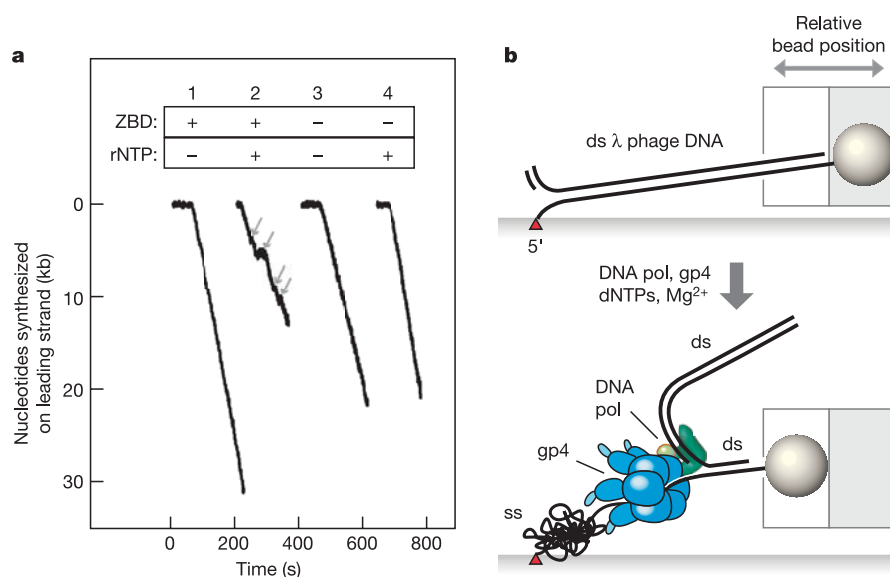 a
1 2 3 4
ZBD: + + – –
rNTP: – + – +
Nucleotides synthesized
on leading strand (kb)
0
10
20
30
0 200 400 600 800
Time (s)
b
Relative
bead position
ds λ phage DNA
5'
DNA pol, gp4
dNTPs, Mg²⁺
ds
DNA
pol
ds
gp4
ss